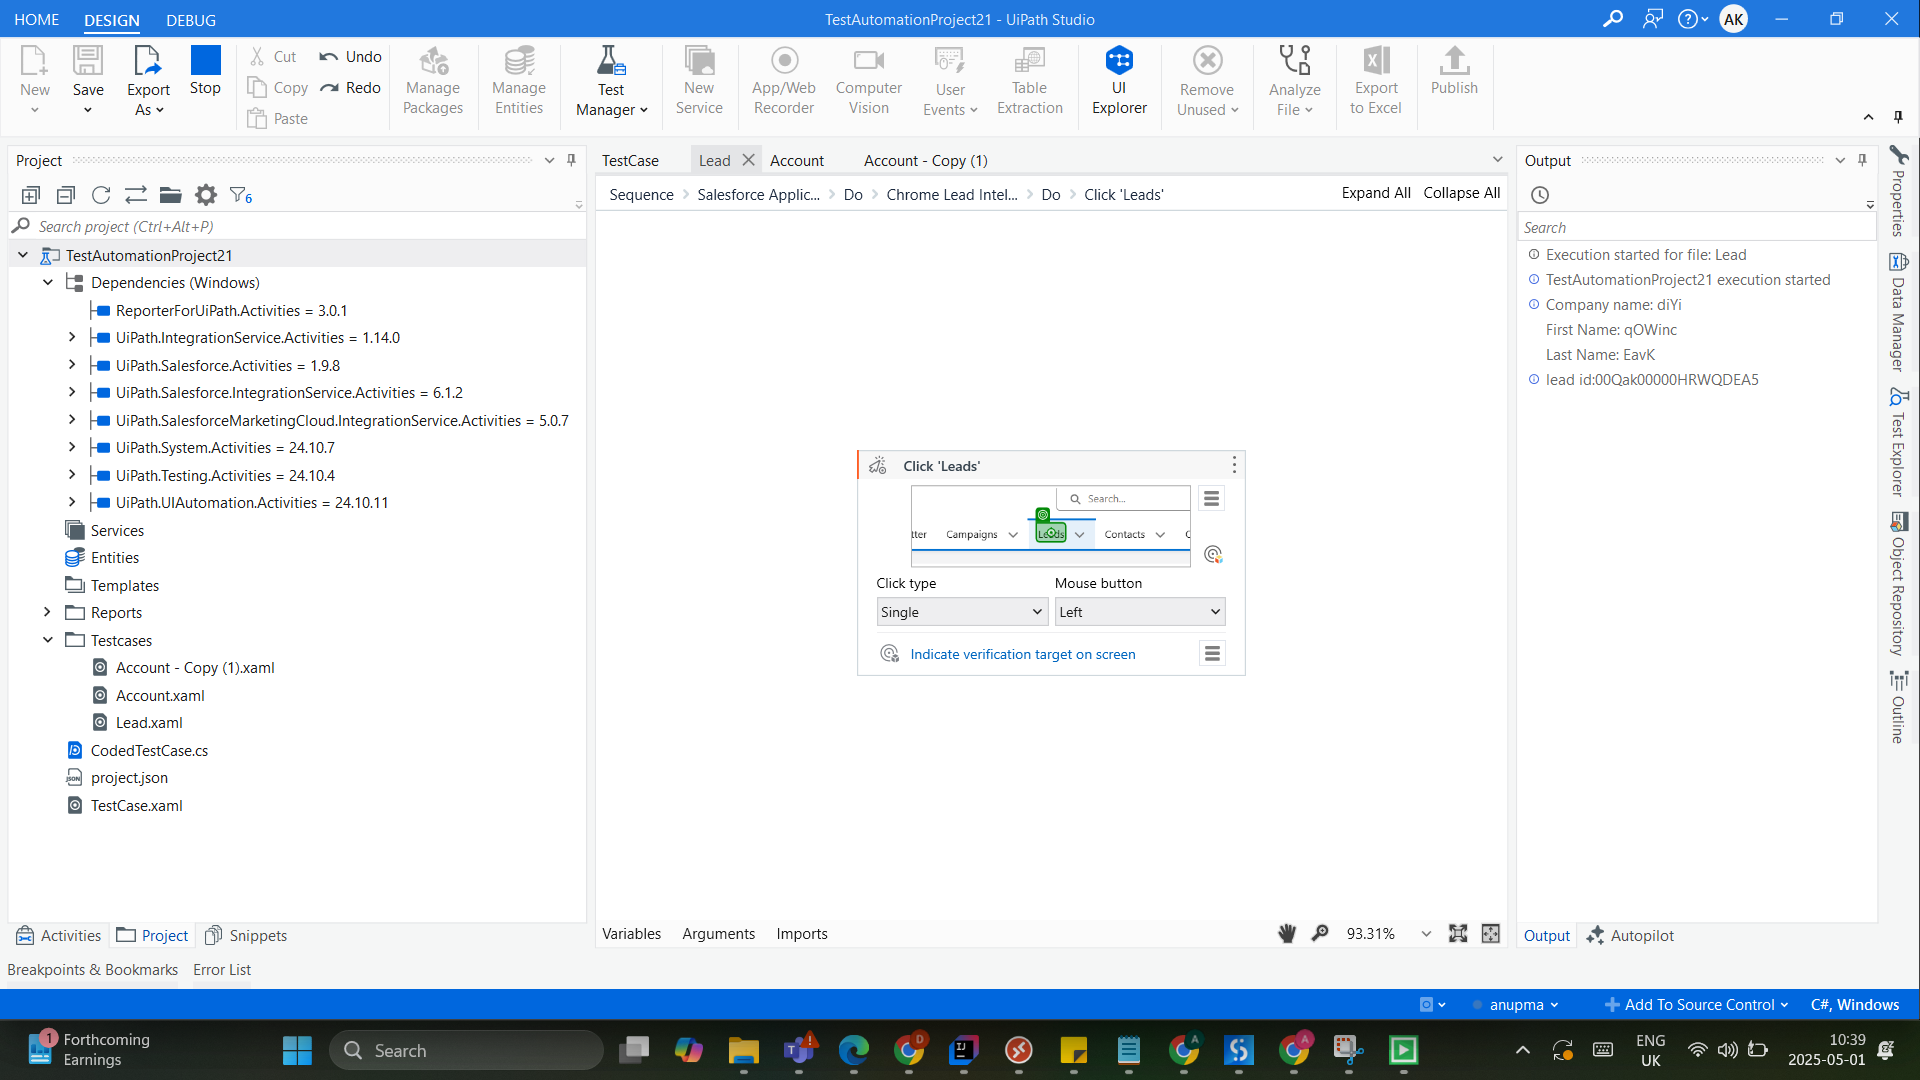 HOME DESIGN DEBUG
TestAutomationProject21 - UiPath Studio
AK
New
Save
Export As
Stop
Cut
Copy
Paste
Undo
Redo
Manage Packages
Manage Entities
Test Manager
New Service
App/Web Recorder
Computer Vision
User Events
Table Extraction
UI Explorer
Remove Unused
Analyze File
Export to Excel
Publish
Project
6
Search project (Ctrl+Alt+P)
TestAutomationProject21
Dependencies (Windows)
ReporterForUiPath.Activities = 3.0.1
UiPath.IntegrationService.Activities = 1.14.0
UiPath.Salesforce.Activities = 1.9.8
UiPath.Salesforce.IntegrationService.Activities = 6.1.2
UiPath.SalesforceMarketingCloud.IntegrationService.Activities = 5.0.7
UiPath.System.Activities = 24.10.7
UiPath.Testing.Activities = 24.10.4
UiPath.UIAutomation.Activities = 24.10.11
Services
Entities
Templates
Reports
Testcases
Account - Copy (1).xaml
Account.xaml
Lead.xaml
CodedTestCase.cs
JSON project.json
TestCase.xaml
Activities Project Snippets
Breakpoints & Bookmarks Error List
TestCase Lead Account Account - Copy (1)
Sequence Salesforce Applic... Do Chrome Lead Intel... Do Click 'Leads'
Expand All Collapse All
Click 'Leads'
Search...
tter Campaigns Leads Contacts
Click type Mouse button
Single Left
Indicate verification target on screen
Variables Arguments Imports
93.31%
Output
Search
Execution started for file: Lead
TestAutomationProject21 execution started
Company name: diYi
First Name: qOWinc
Last Name: EavK
lead id:00Qak00000HRWQDEA5
Output Autopilot
Properties
Data Manager
Test Explorer
Object Repository
Outline
anupma Add To Source Control C#, Windows
1
Forthcoming
Earnings
Search
D
IJ
A
A
ENG
UK
10:39
2025-05-01